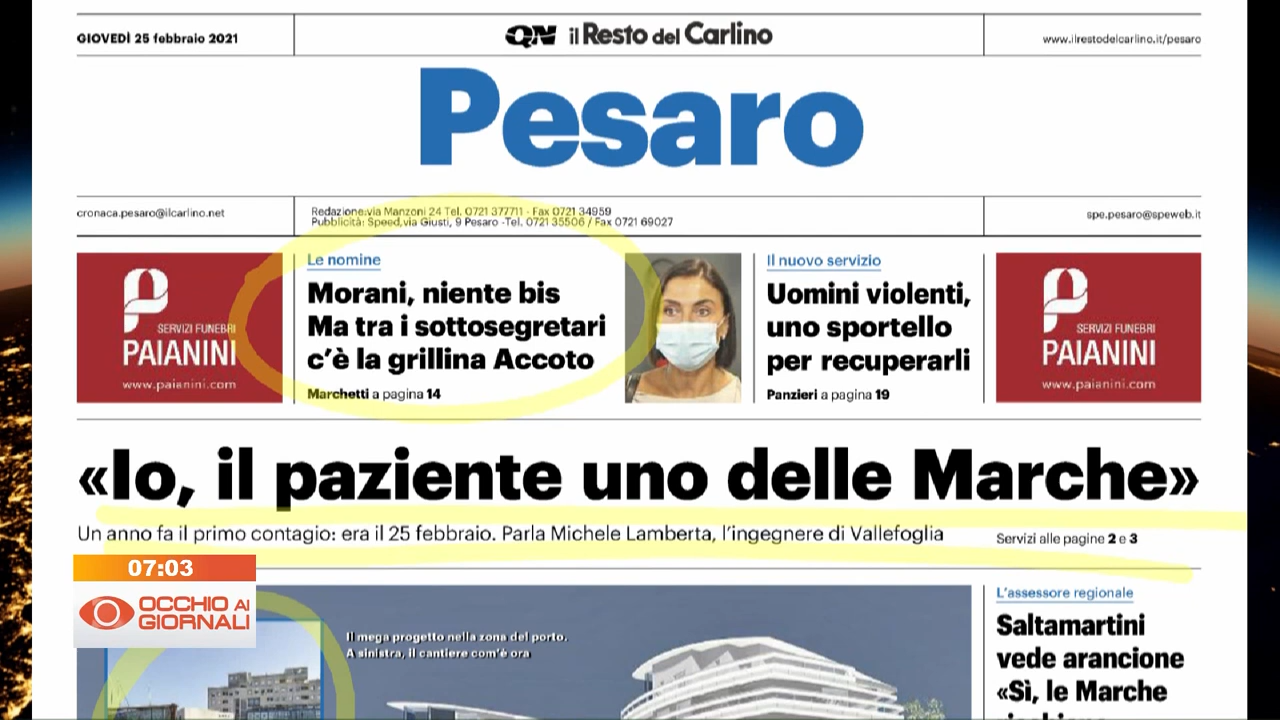 GIOVEDÌ 25 febbraio 2021
QN il Resto del Carlino
www.ilrestodelcarlino.it/pesaro
Pesaro
cronaca.pesaro@ilcarlino.net
Redazione:via Manzoni 24 Tel. 0721 377711 - Fax 0721 34959
Pubblicità: Speed,via Giusti, 9 Pesaro -Tel. 0721 35506 / Fax 0721 69027
spe.pesaro@speweb.it
SERVIZI FUNEBRI
PAIANINI
www.paianini.com
Le nomine
Morani, niente bis
Ma tra i sottosegretari
c'è la grillina Accoto
Marchetti a pagina 14
Il nuovo servizio
Uomini violenti,
uno sportello
per recuperarli
Panzieri a pagina 19
SERVIZI FUNEBRI
PAIANINI
www.paianini.com
«Io, il paziente uno delle Marche»
Un anno fa il primo contagio: era il 25 febbraio. Parla Michele Lamberta, l'ingegnere di Vallefoglia
Servizi alle pagine 2 e 3
07:03
OCCHIO AI
GIORNALI
Il mega progetto nella zona del porto.
A sinistra, il cantiere com'è ora
L'assessore regionale
Saltamartini
vede arancione
«Sì, le Marche